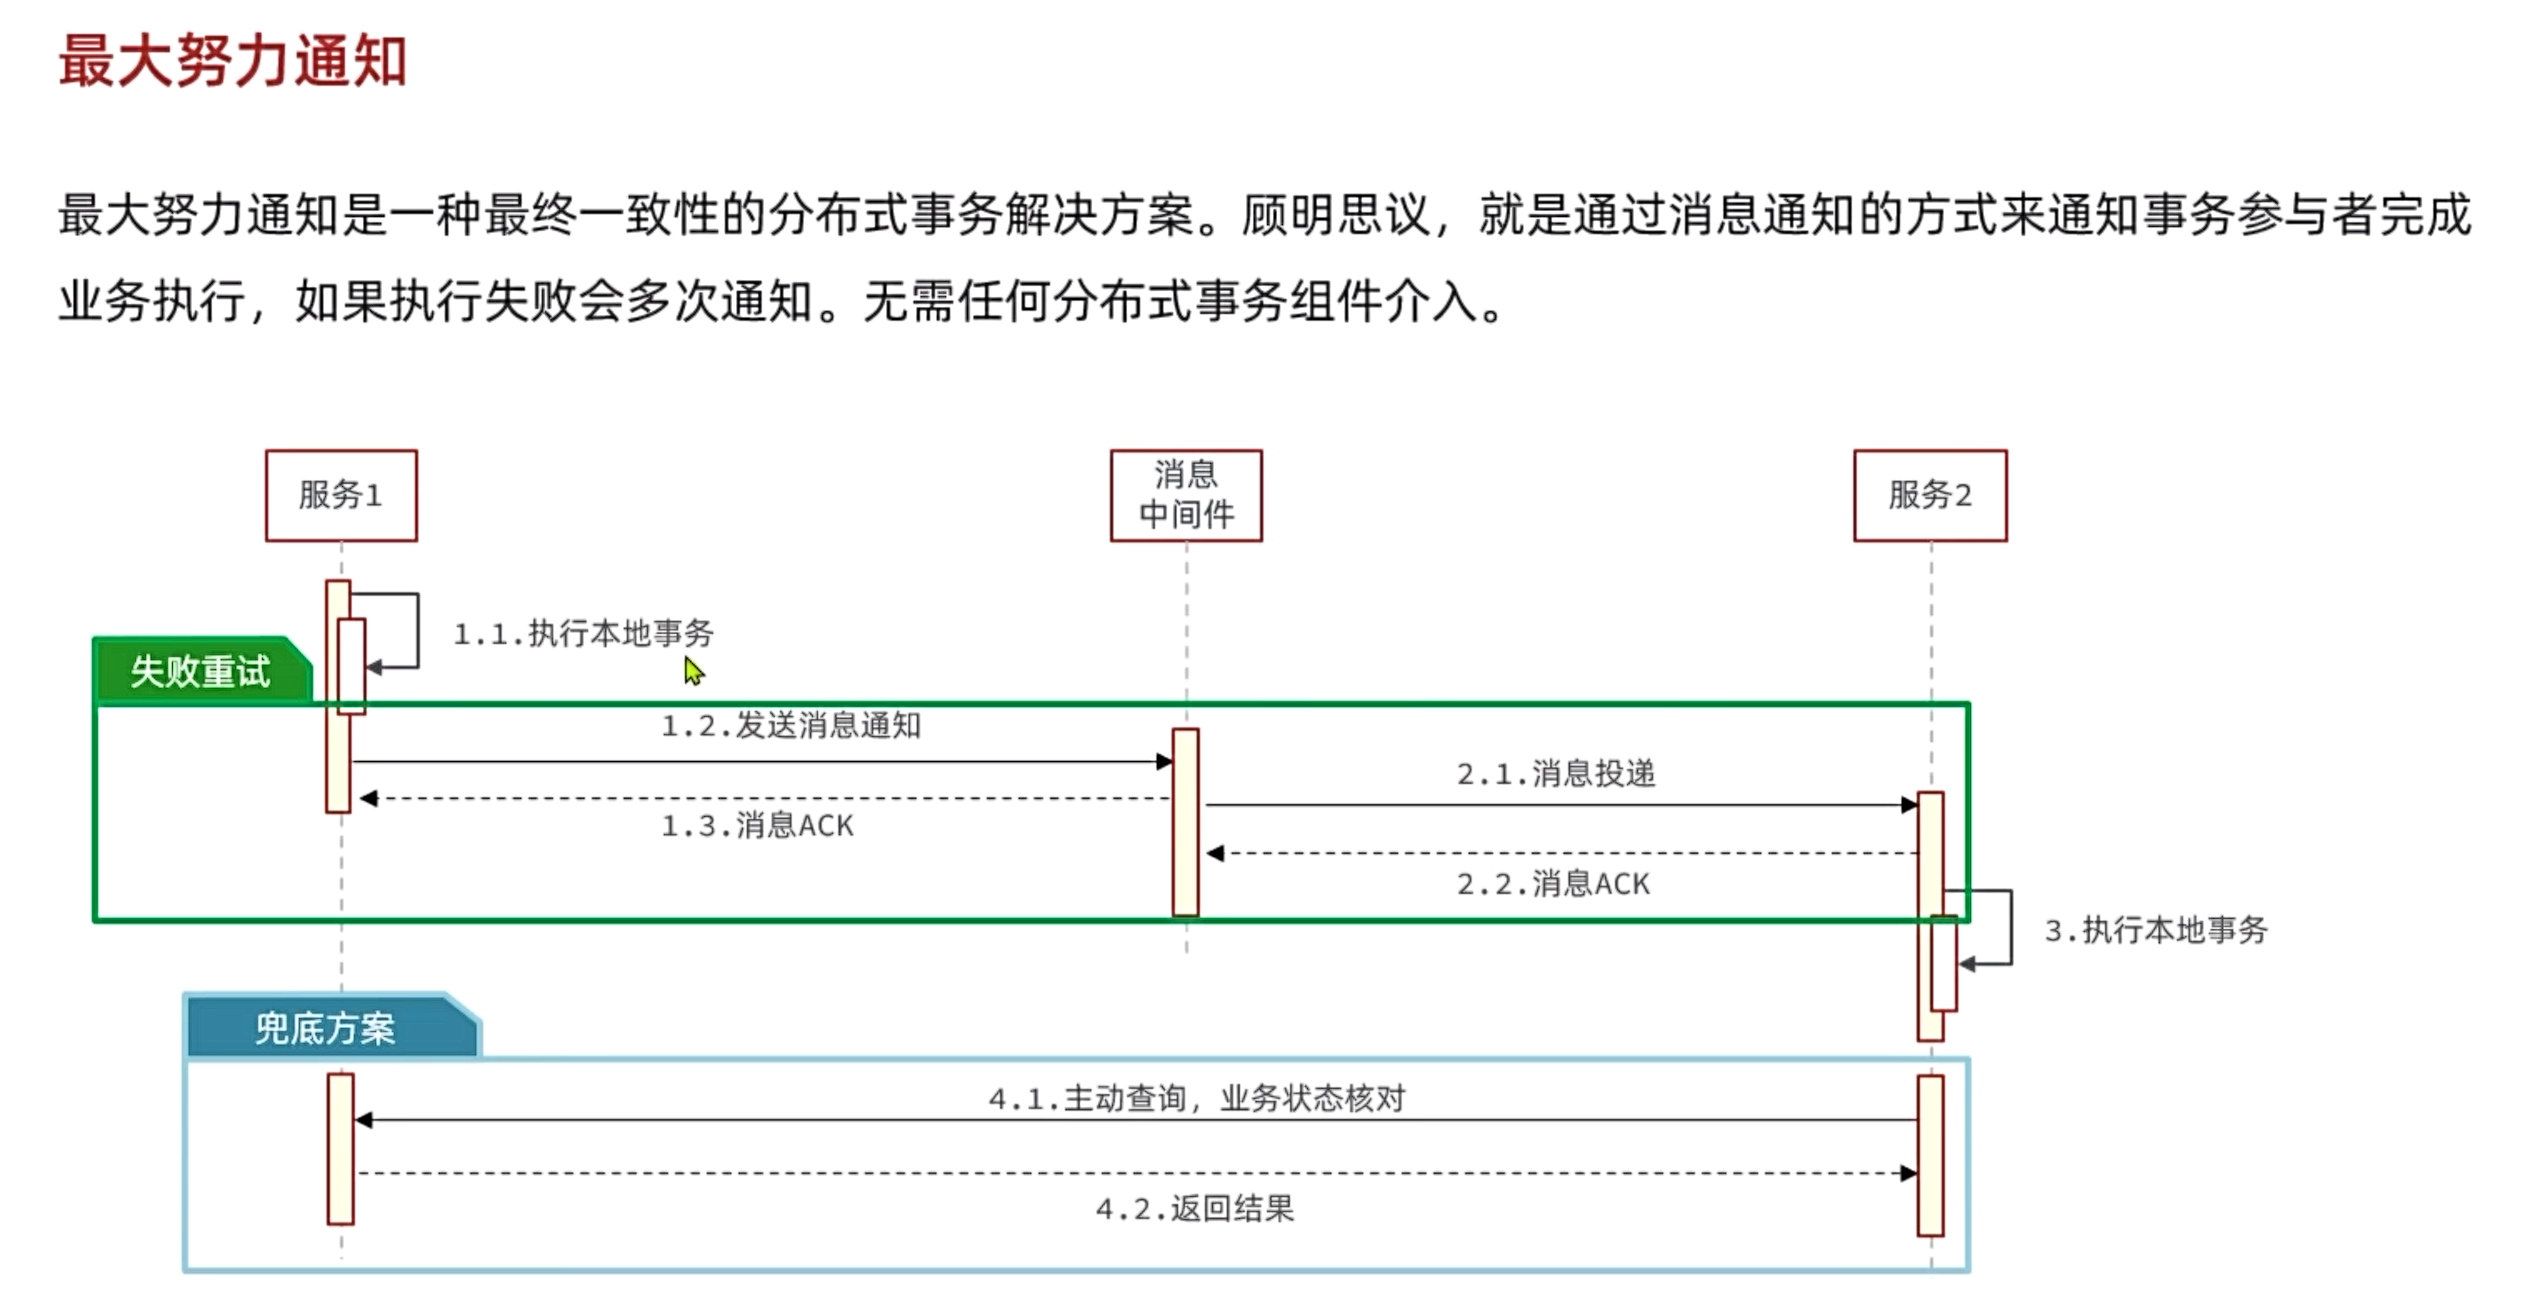 最大努力通知
最大努力通知是一种最终一致性的分布式事务解决方案。顾明思议，就是通过消息通知的方式来通知事务参与者完成
业务执行，如果执行失败会多次通知。无需任何分布式事务组件介入。
服务1
消息
中间件
服务2
1.1.执行本地事务
失败重试
1.2.发送消息通知
2.1.消息投递
1.3.消息ACK
2.2.消息ACK
3.执行本地事务
兜底方案
4.1.主动查询，业务状态核对
4.2.返回结果